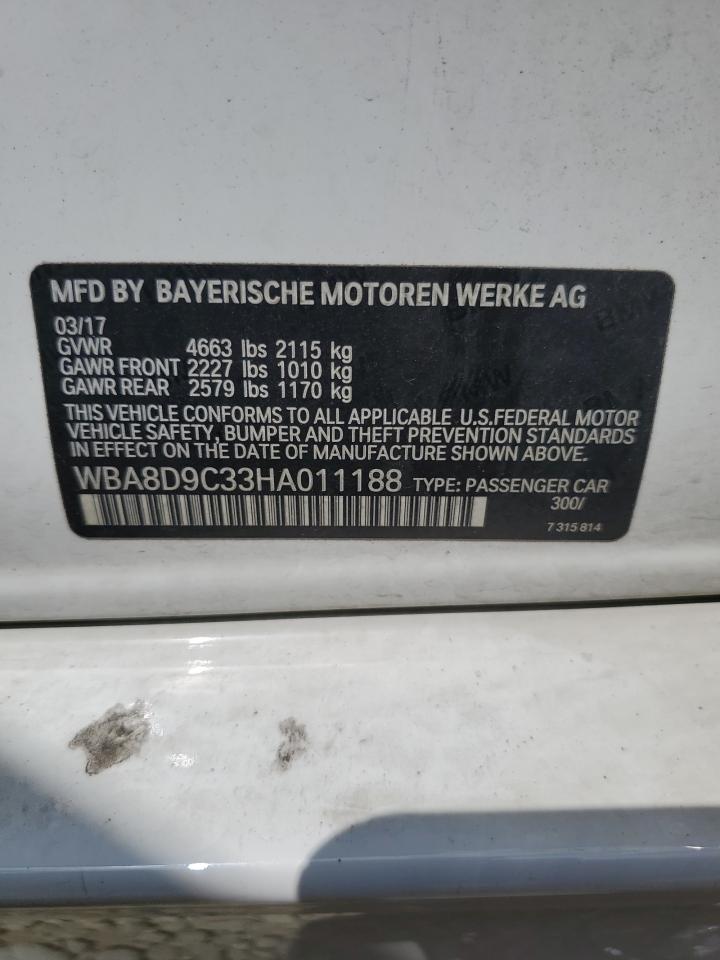 MFD BY BAYERISCHE MOTOREN WERKE AG
03/17
GVWR 4663 lbs 2115 kg
GAWR FRONT 2227 lbs 1010 kg
GAWR REAR 2579 lbs 1170 kg
THIS VEHICLE CONFORMS TO ALL APPLICABLE U.S.FEDERAL MOTOR
VEHICLE SAFETY, BUMPER AND THEFT PREVENTION STANDARDS
IN EFFECT ON THE DATE OF MANUFACTURE SHOWN ABOVE.
WBA8D9C33HA011188 TYPE: PASSENGER CAR
300/
7 315 814